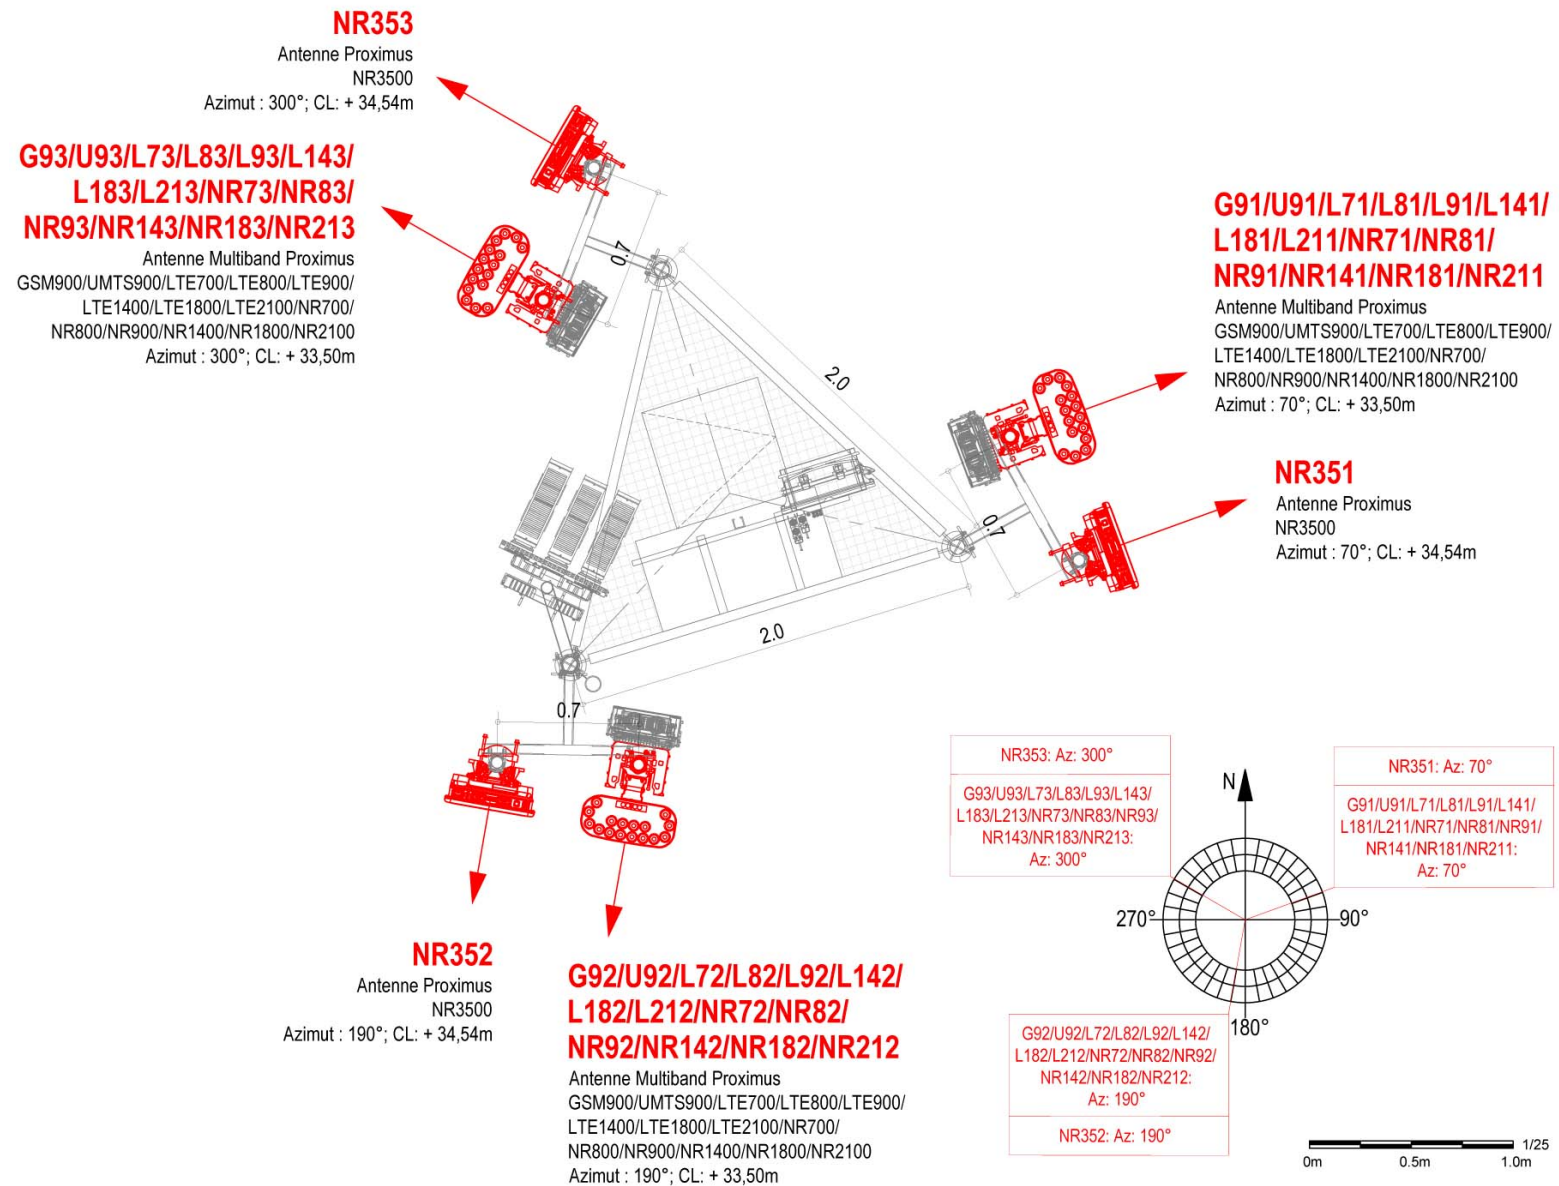 NR353
Antenne Proximus
NR3500
Azimut : 300°; CL: + 34,54m
G93/U93/L73/L83/L93/L143/
L183/L213/NR73/NR83/
NR93/NR143/NR183/NR213
Antenne Multiband Proximus
GSM900/UMTS900/LTE700/LTE800/LTE900/
LTE1400/LTE1800/LTE2100/NR700/
NR800/NR900/NR1400/NR1800/NR2100
Azimut : 300°; CL: + 33,50m
G91/U91/L71/L81/L91/L141/
L181/L211/NR71/NR81/
NR91/NR141/NR181/NR211
Antenne Multiband Proximus
GSM900/UMTS900/LTE700/LTE800/LTE900/
LTE1400/LTE1800/LTE2100/NR700/
NR800/NR900/NR1400/NR1800/NR2100
Azimut : 70°; CL: + 33,50m
NR351
Antenne Proximus
NR3500
Azimut : 70°; CL: + 34,54m
0.7
2.0
0.7
2.0
0.7
NR352
Antenne Proximus
NR3500
Azimut : 190°; CL: + 34,54m
G92/U92/L72/L82/L92/L142/
L182/L212/NR72/NR82/
NR92/NR142/NR182/NR212
Antenne Multiband Proximus
GSM900/UMTS900/LTE700/LTE800/LTE900/
LTE1400/LTE1800/LTE2100/NR700/
NR800/NR900/NR1400/NR1800/NR2100
Azimut : 190°; CL: + 33,50m
NR353: Az: 300°
G93/U93/L73/L83/L93/L143/
L183/L213/NR73/NR83/NR93/
NR143/NR183/NR213:
Az: 300°
N
NR351: Az: 70°
G91/U91/L71/L81/L91/L141/
L181/L211/NR71/NR81/NR91/
NR141/NR181/NR211:
Az: 70°
270°
90°
180°
G92/U92/L72/L82/L92/L142/
L182/L212/NR72/NR82/NR92/
NR142/NR182/NR212:
Az: 190°
NR352: Az: 190°
1/25
0m 0.5m 1.0m